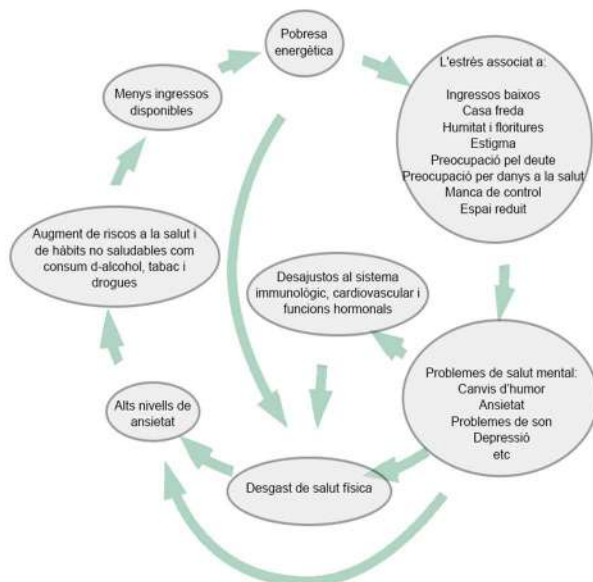 Pobresa
energètica
L'estrès associat a:
Ingressos baixos
Casa freda
Humitat i floritures
Estigma
Preocupació pel deute
Preocupació per danys a la salut
Manca de control
Espai reduit
Menys ingressos
disponibles
Augment de riscos a la salut i
de hàbits no saludables com
consum d-alcohol, tabac i
drogues
Desajustos al sistema
immunològic, cardiovascular i
funcions hormonals
Problemes de salut mental:
Canvis d'humor
Ansietat
Problemes de son
Depressió
etc
Alts nivells de
ansietat
Desgast de salut física